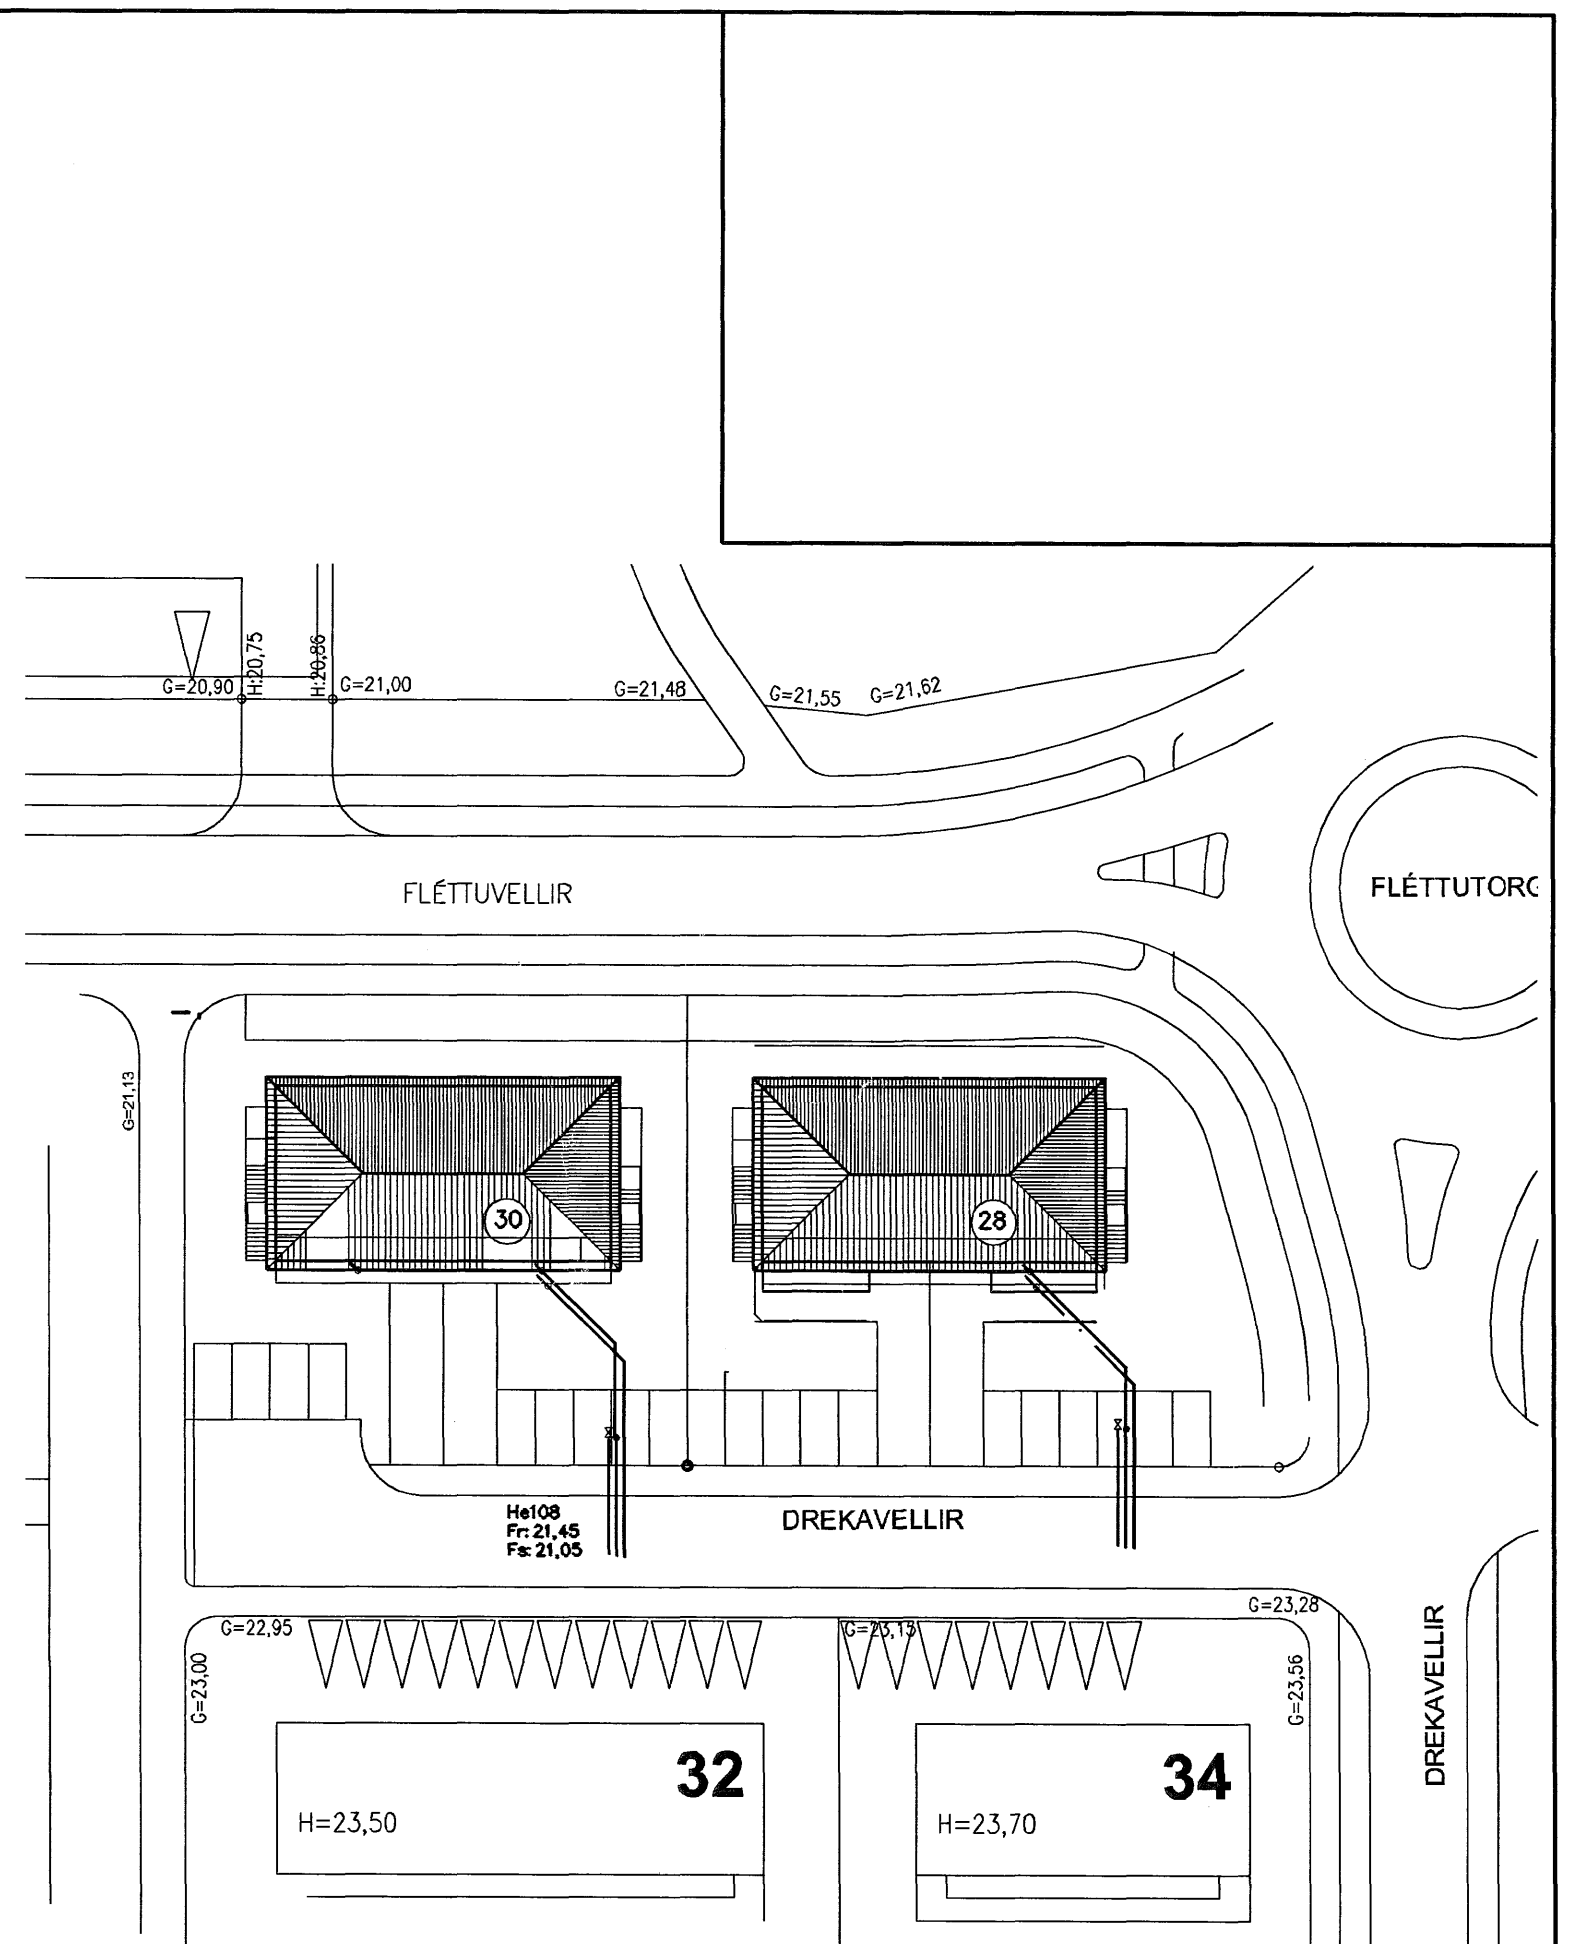 H:20,75
H:20,86
G=20,90
G=21,00
G=21,48
G=21,55
G=21,62
FLÉTTUVELLIR
FLÉTTUTORG
G=21,13
30
28
He108
Fr: 21,45
Fs: 21,05
DREKAVELLIR
G=22,95
G=23,15
G=23,28
G=23,00
G=23,56
DREKAVELLIR
32
H=23,50
34
H=23,70